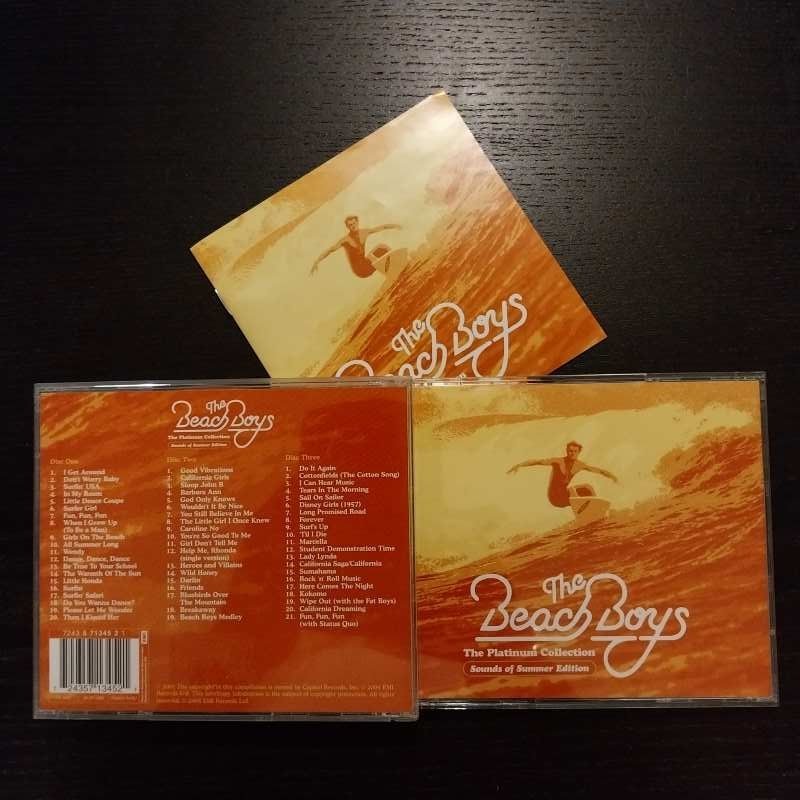 The
Beach Boys
The
Beach Boys
The Platinum Collection
Sounds of Summer Edition
Disc One
1. I Get Around
2. Don't Worry Baby
3. Surfin' USA
4. In My Room
5. Little Deuce Coupe
6. Surfer Girl
7. Fun, Fun, Fun
8. When I Grew Up
(To Be a Man)
9. Girls On The Beach
10. All Summer Long
11. Wendy
12. Dance, Dance, Dance
13. Be True To Your School
14. The Warmth Of The Sun
15. Little Honda
16. Surfin'
17. Surfin' Safari
18. Do You Wanna Dance?
19. Please Let Me Wonder
20. Then I Kissed Her
Disc Two
1. Good Vibrations
2. California Girls
3. Sloop John B
4. Barbara Ann
5. God Only Knows
6. Wouldn't It Be Nice
7. You Still Believe In Me
8. The Little Girl I Once Knew
9. Caroline No
10. You're So Good To Me
11. Girl Don't Tell Me
12. Help Me, Rhonda
(single version)
13. Heroes and Villains
14. Wild Honey
15. Darlin'
16. Friends
17. Bluebirds Over
The Mountain
18. Breakaway
19. Beach Boys Medley
Disc Three
1. Do It Again
2. Cottonfields (The Cotton Song)
3. I Can Hear Music
4. Tears In The Morning
5. Sail On Sailor
6. Disney Girls (1957)
7. Long Promised Road
8. Forever
9. Surf's Up
10. 'Til I Die
11. Marcella
12. Student Demonstration Time
13. Lady Lynda
14. California Saga/California
15. Sumahama
16. Rock 'n' Roll Music
17. Here Comes The Night
18. Kokomo
19. Wipe Out (with the Fat Boys)
20. California Dreaming
21. Fun, Fun, Fun
(with Status Quo)
7243 5 71345 2 1
7 24357 13452
The
Beach Boys
The Platinum Collection
Sounds of Summer Edition